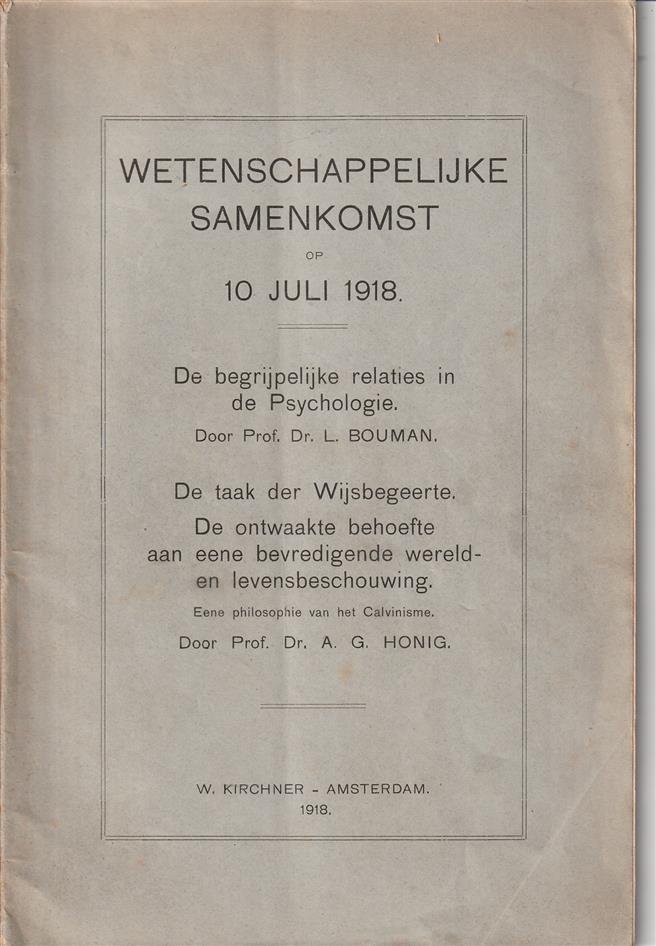 WETENSCHAPPELIJKE
SAMENKOMST
OP
10 JULI 1918.
De begrijpelijke relaties in
de Psychologie.
Door Prof. Dr. L. BOUMAN.
De taak der Wijsbegeerte.
De ontwaakte behoefte
aan eene bevredigende wereld-
en levensbeschouwing.
Eene philosophie van het Calvinisme.
Door Prof. Dr. A. G. HONIG.
W. KIRCHNER - AMSTERDAM.
1918.